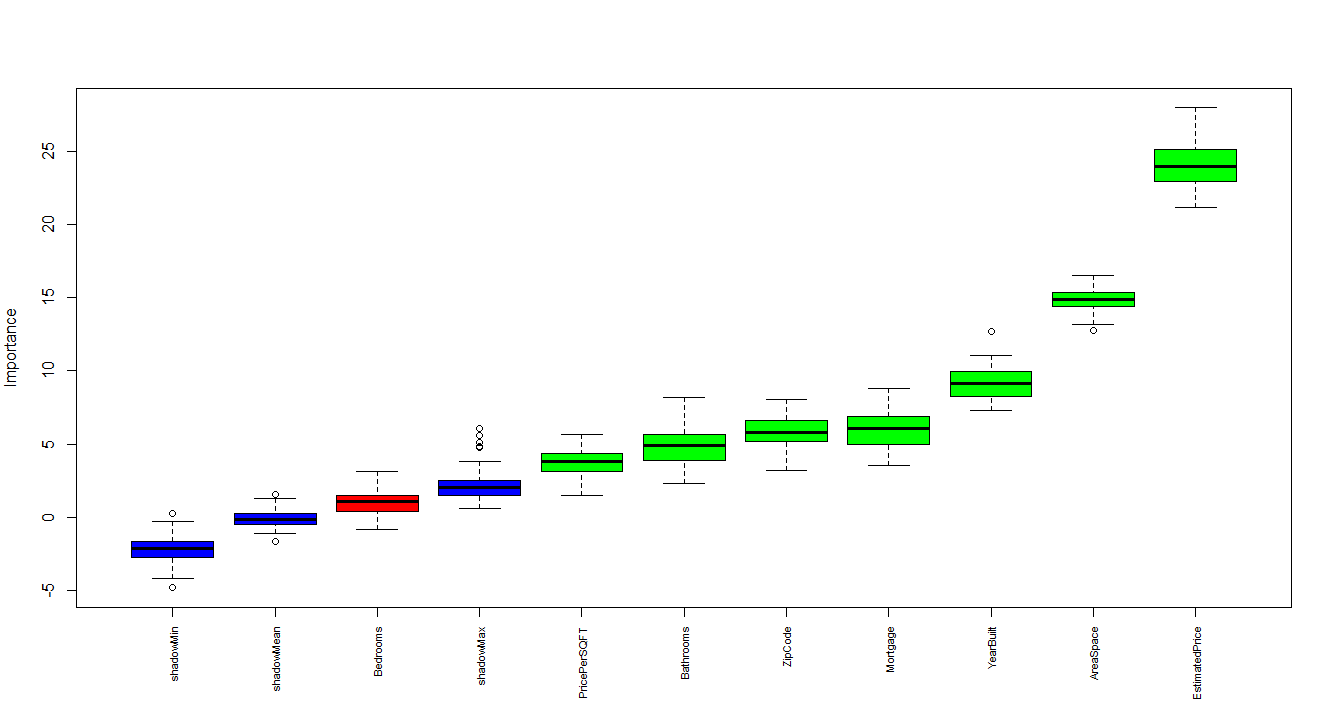 Importance
25
20
15
10
5
0
-5
shadowMin
shadowMean
Bedrooms
shadowMax
PricePerSQFT
Bathrooms
ZipCode
Mortgage
YearBuilt
AreaSpace
EstimatedPrice